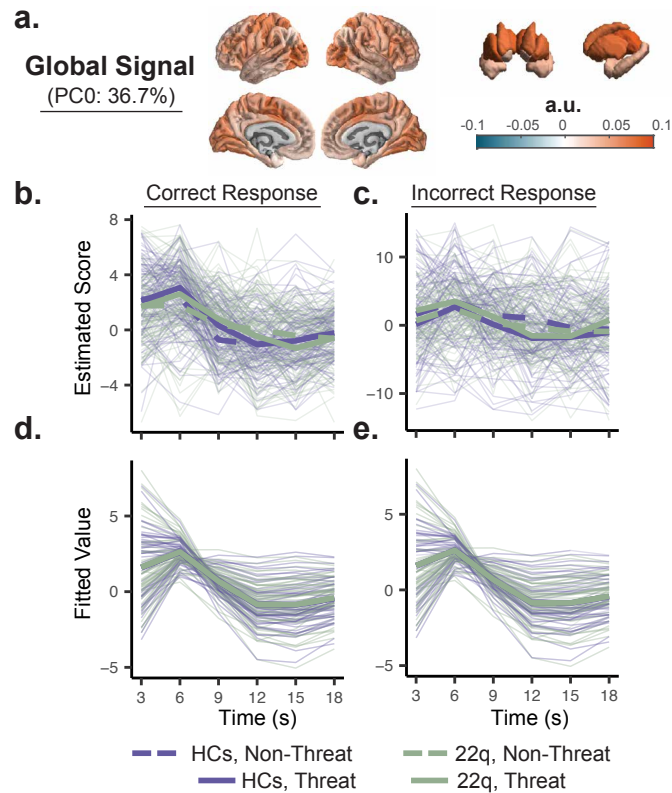 a.
Global Signal
(PC0: 36.7%)
a.u.
-0.1 -0.05 0 0.05 0.1
b. Correct Response
c. Incorrect Response
Estimated Score
8
4
0
−4
10
0
−10
d.
e.
Fitted Value
5
0
−5
5
0
−5
3 6 9 12 15 18
3 6 9 12 15 18
Time (s)
Time (s)
HCs, Non-Threat
22q, Non-Threat
HCs, Threat
22q, Threat